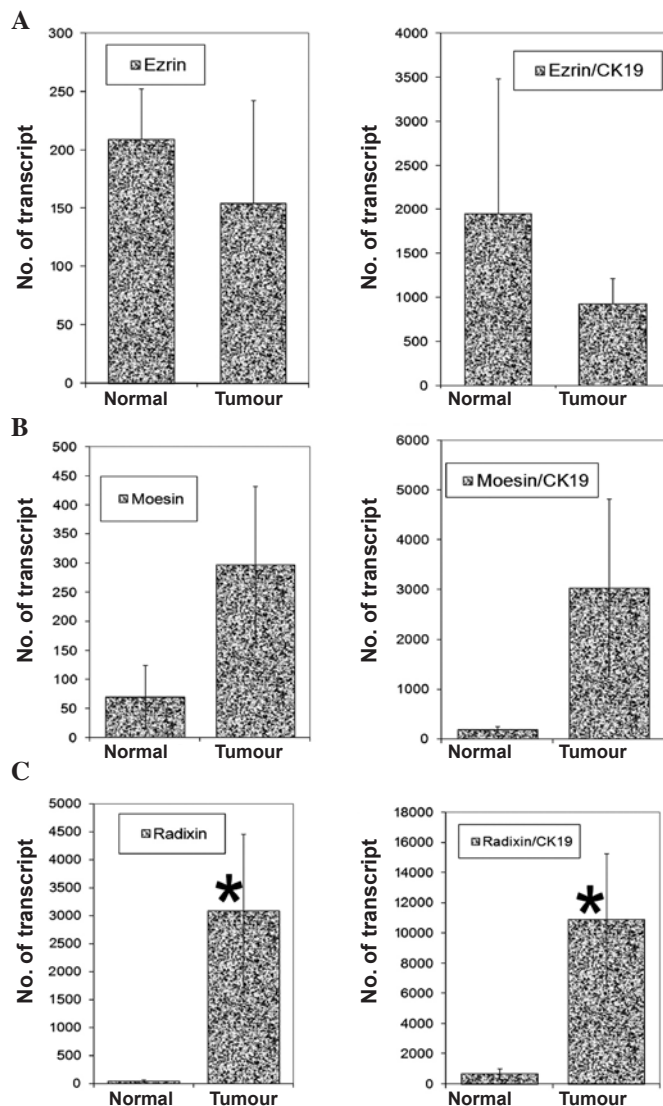 A
No. of transcript
300
250
200
150
100
50
0
Ezrin
Normal Tumour
No. of transcript
4000
3500
3000
2500
2000
1500
1000
500
0
Ezrin/CK19
Normal Tumour
B
No. of transcript
500
450
400
350
300
250
200
150
100
50
0
Moesin
Normal Tumour
No. of transcript
6000
5000
4000
3000
2000
1000
0
Moesin/CK19
Normal Tumour
C
No. of transcript
5000
4500
4000
3500
3000
2500
2000
1500
1000
500
0
Radixin
*
Normal Tumour
No. of transcript
18000
16000
14000
12000
10000
8000
6000
4000
2000
0
Radixin/CK19
*
Normal Tumour